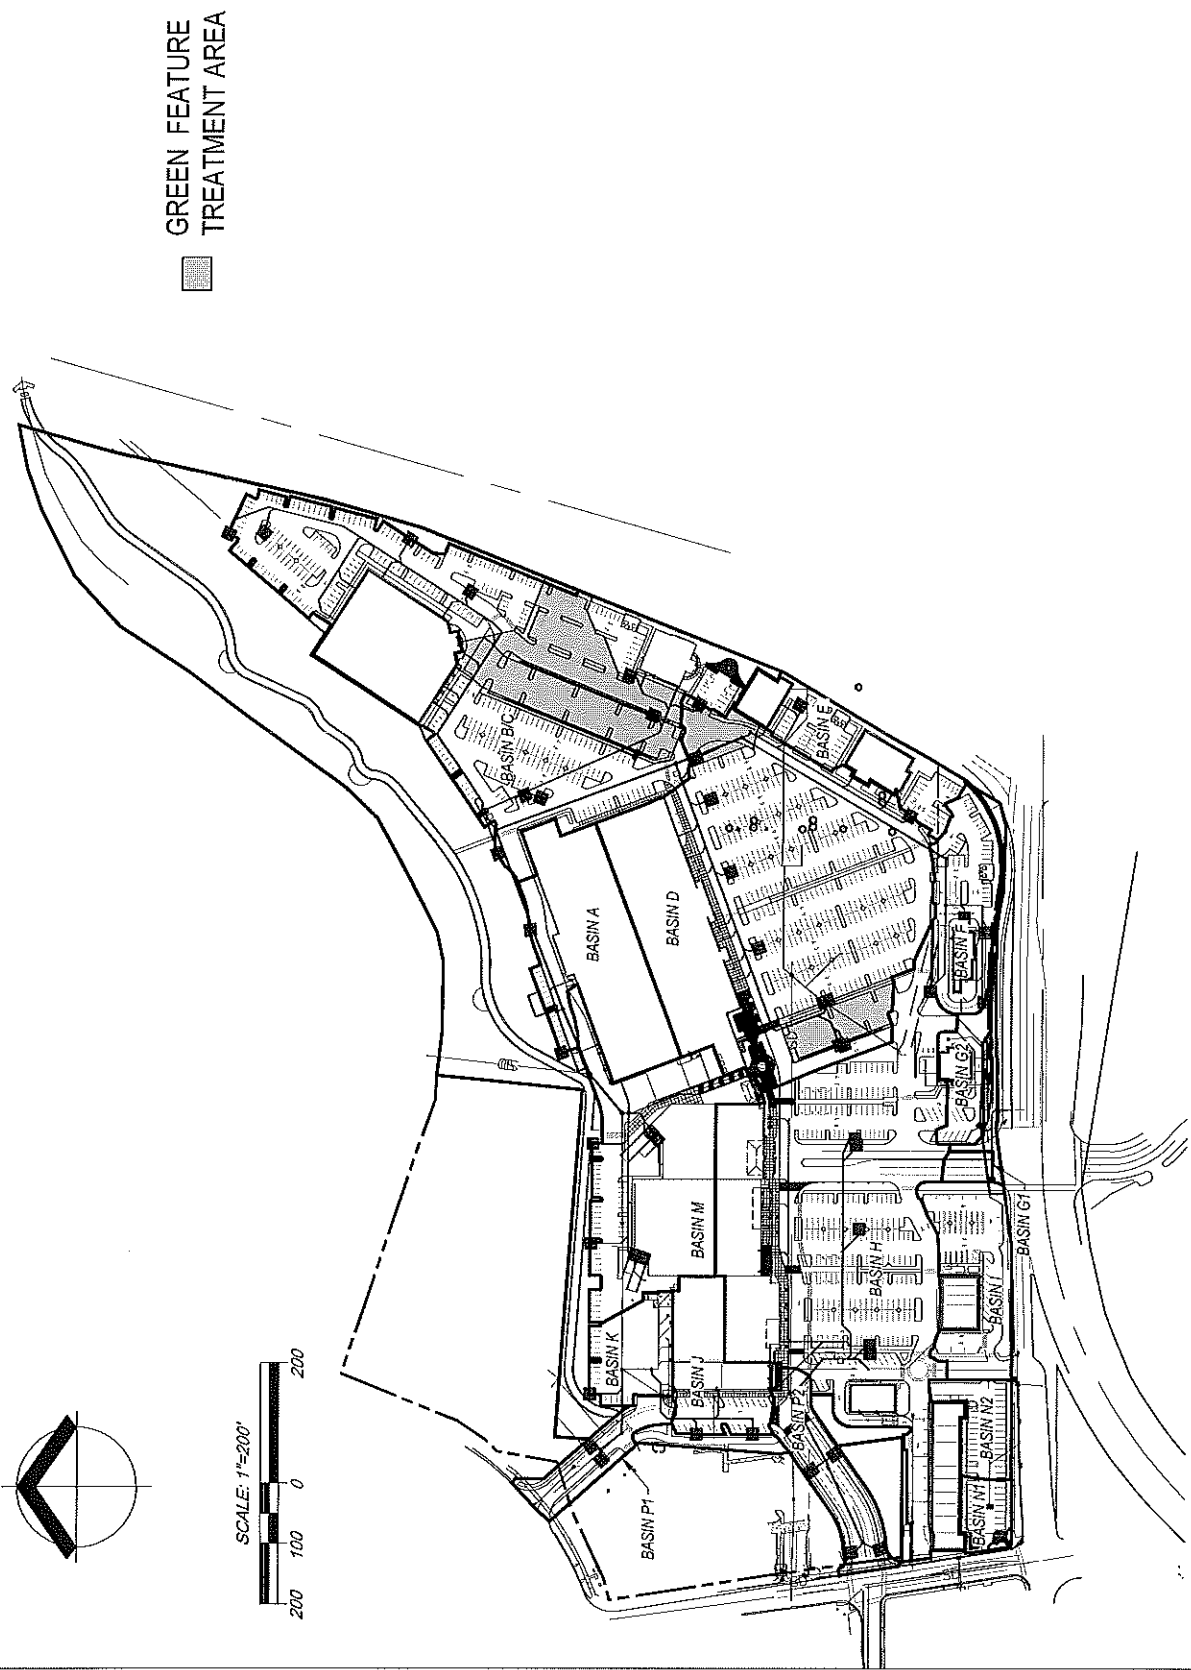 GREEN FEATURE
TREATMENT AREA
BASIN B/C
BASIN E
BASIN A
BASIN D
BASIN F
BASIN G2
SD
BASIN M
BASIN H
BASIN G1
BASIN I
BASIN K
BASIN J
BASIN P2
BASIN N2
BASIN N1
BASIN P1
SCALE: 1"=200'
200 100 0 200